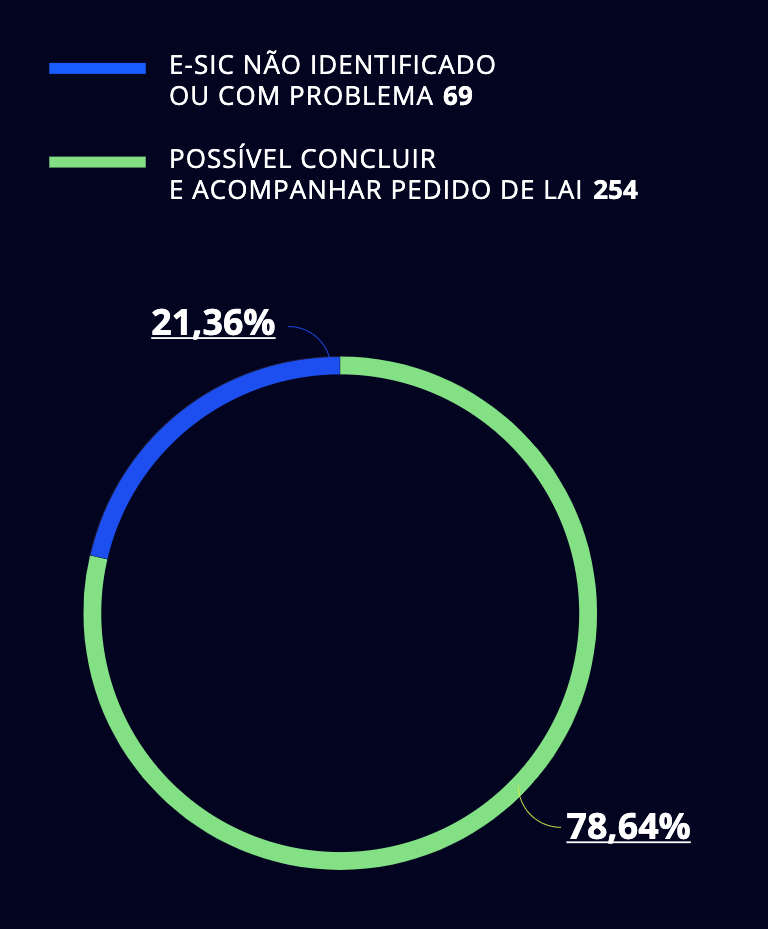 E-SIC NÃO IDENTIFICADO
OU COM PROBLEMA 69
POSSÍVEL CONCLUIR
E ACOMPANHAR PEDIDO DE LAI 254
21,36%
78,64%